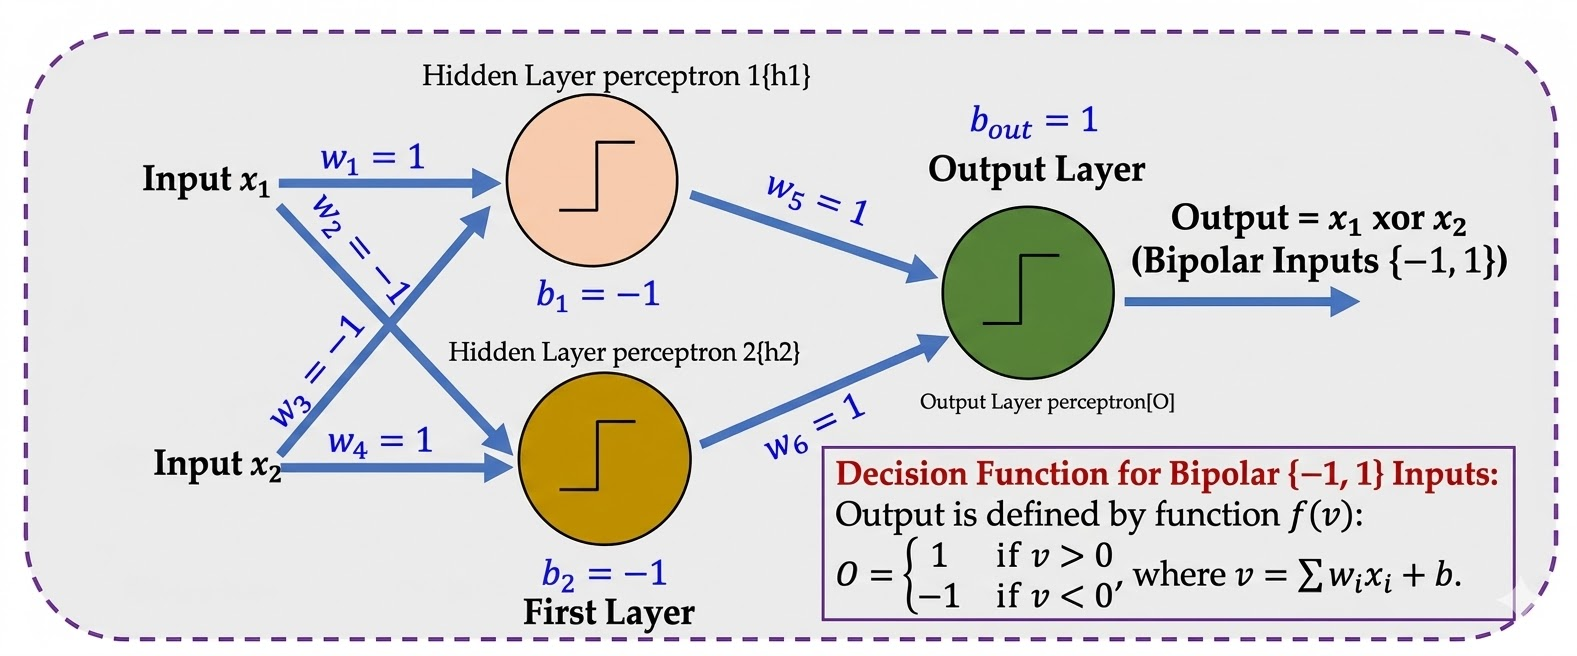 Hidden Layer perceptron 1{h1}
b_out = 1
Output Layer
Input x₁
w₁ = 1
w₂ = −1
w₅ = 1
Output = x₁ xor x₂
(Bipolar Inputs {−1, 1})
b₁ = −1
w₃ = −1
Hidden Layer perceptron 2{h2}
Input x₂
w₄ = 1
w₆ = 1
Output Layer perceptron[O]
b₂ = −1
First Layer
Decision Function for Bipolar {−1, 1} Inputs:
Output is defined by function f(v):
O = { 1 if v > 0
−1 if v < 0 , where v = ∑ wᵢxᵢ + b.